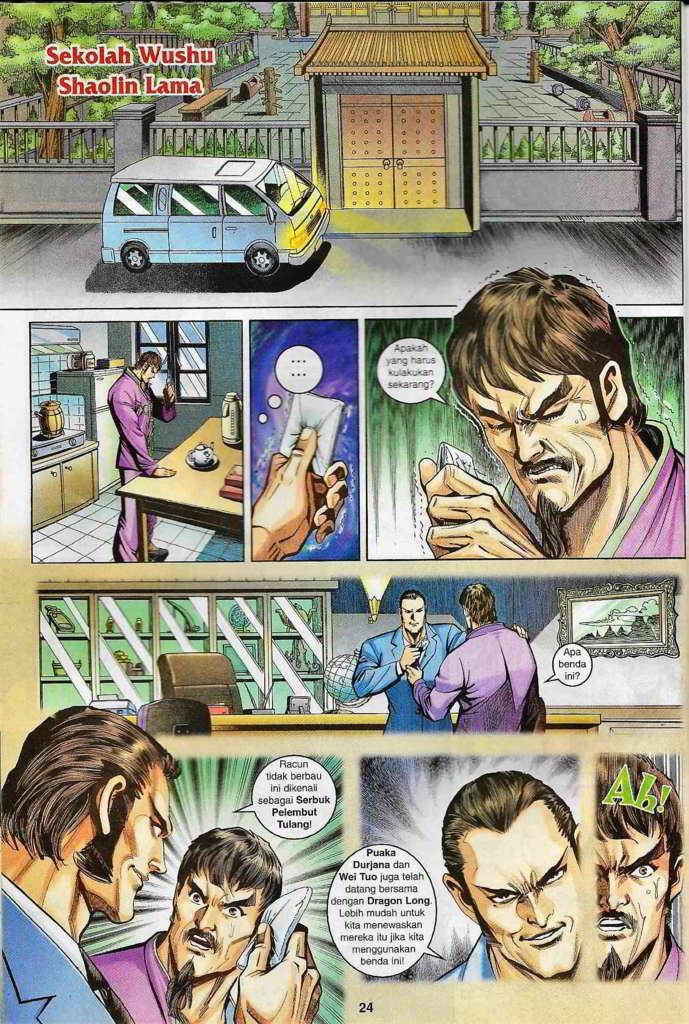 Sekolah Wushu
Shaolin Lama
...
...
Apakah
yang harus
kulakukan
sekarang?
Apa
benda
ini?
Racun
tidak berbau
ini dikenali
sebagai Serbuk
Pelembut
Tulang!
Puaka
Durjana dan
Wei Tuo juga telah
datang bersama
dengan Dragon Long.
Lebih mudah untuk
kita menewaskan
mereka itu jika kita
menggunakan
benda ini!
Ah!
24